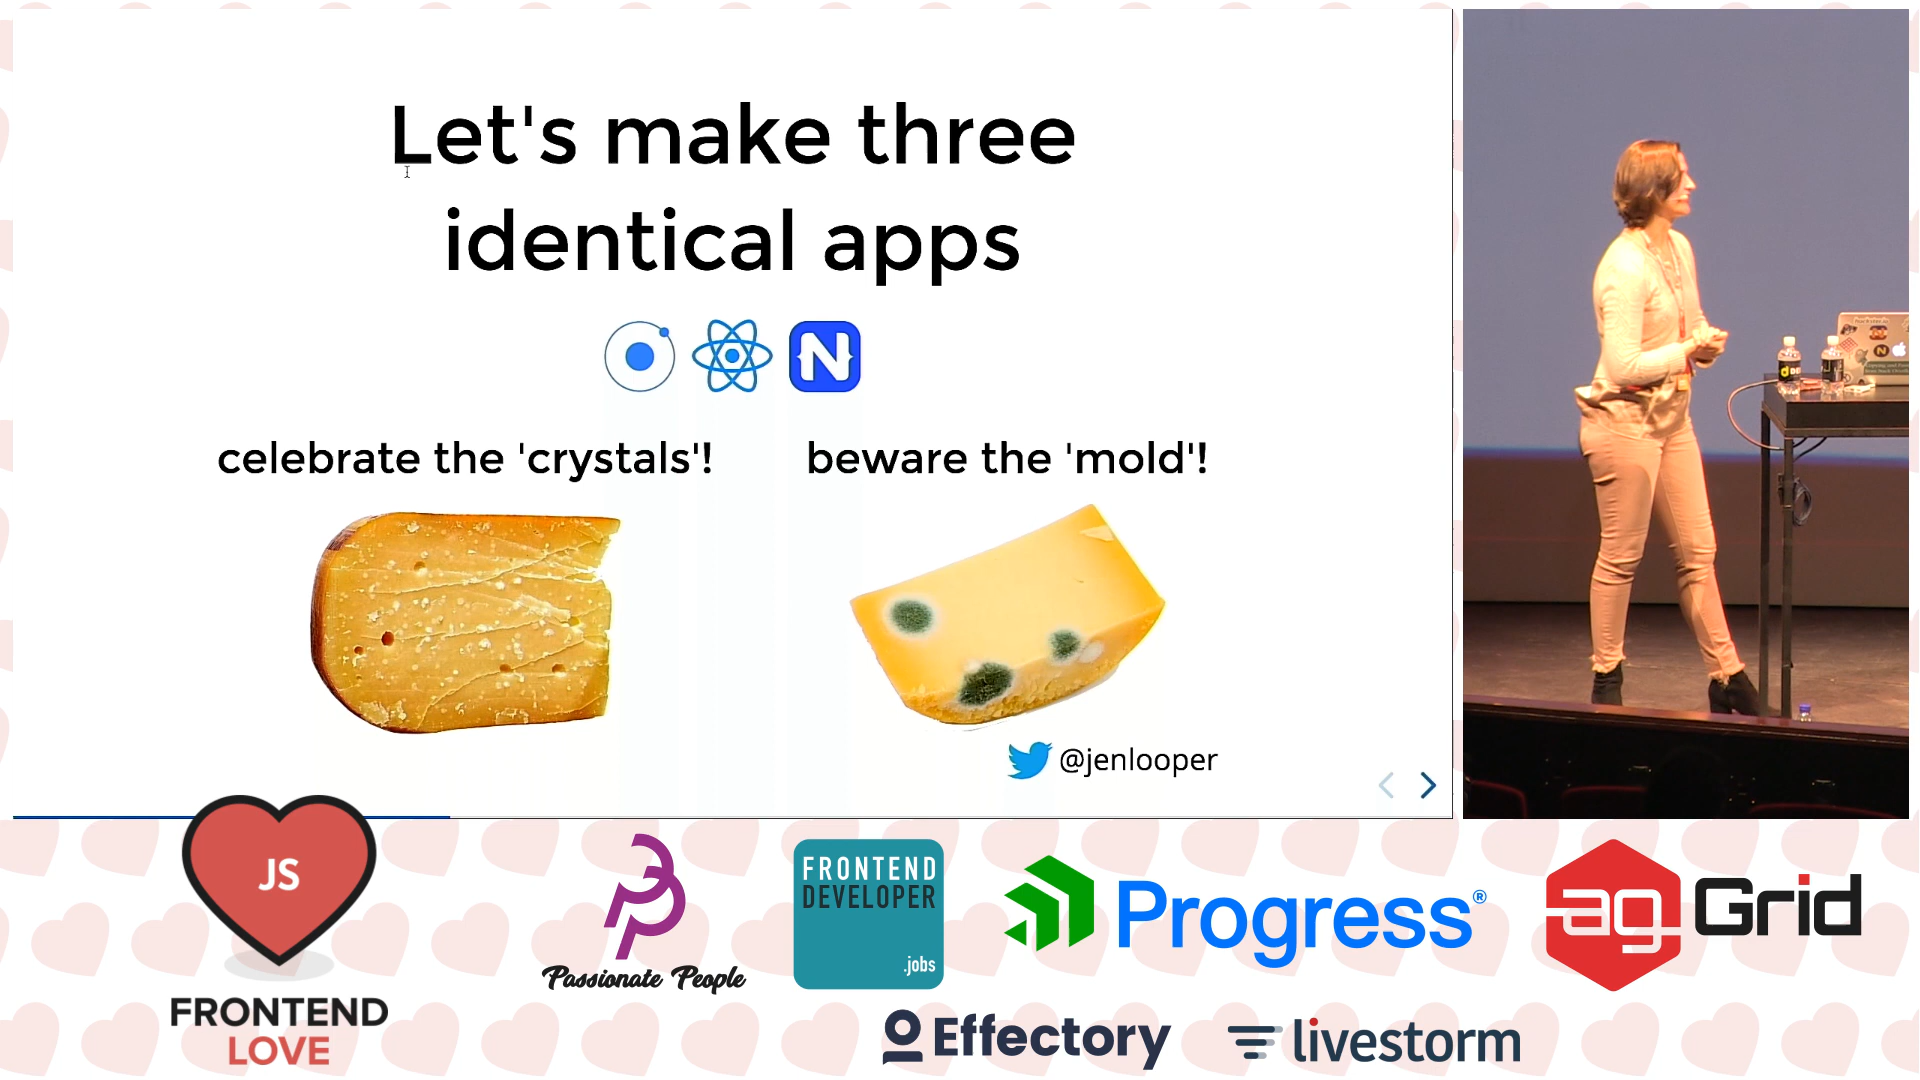 Let's make three
identical apps
N
celebrate the 'crystals'!
beware the 'mold'!
@jenlooper
JS
FRONTEND
LOVE
Passionate People
FRONTEND
DEVELOPER
.jobs
Progress®
ag Grid
Effectory
livestorm